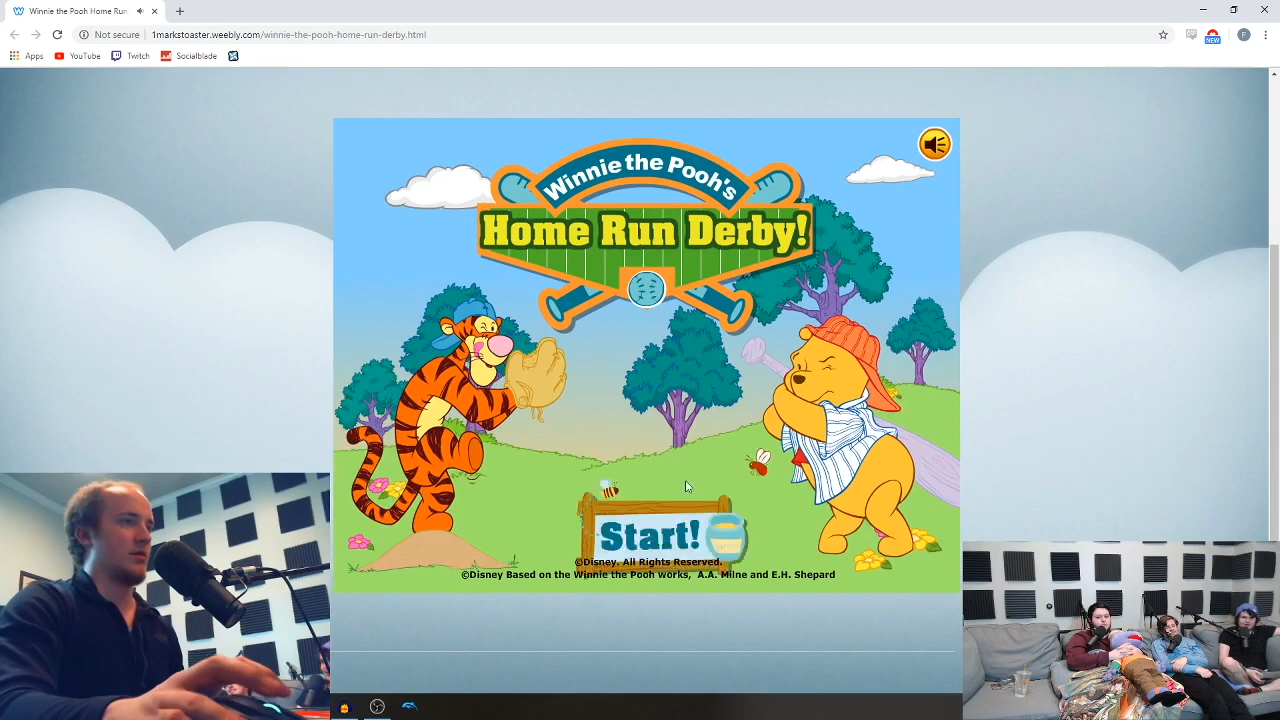 Winnie the Pooh Home Run
Not secure
1markstoaster.weebly.com/winnie-the-pooh-home-run-derby.html
NEW
F
Apps
YouTube
Twitch
Socialblade
Winnie the Pooh's
Home Run Derby!
Start!
©Disney. All Rights Reserved.
©Disney Based on the Winnie the Pooh works, A.A. Milne and E.H. Shepard